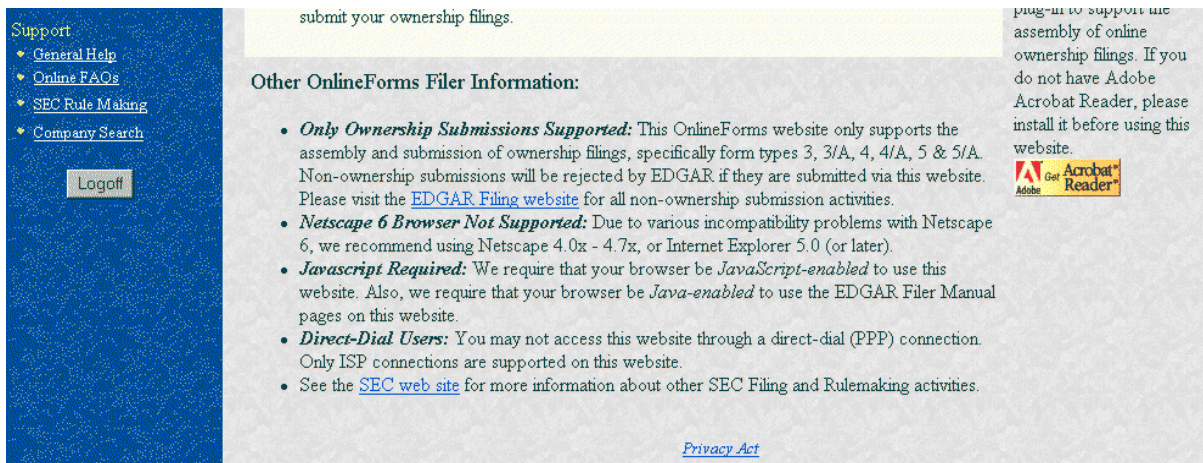 Support
General Help
Online FAQs
SEC Rule Making
Company Search
Logoff
submit your ownership filings.
Other OnlineForms Filer Information:
Only Ownership Submissions Supported: This OnlineForms website only supports the
assembly and submission of ownership filings, specifically form types 3, 3/A, 4, 4/A, 5 & 5/A.
Non-ownership submissions will be rejected by EDGAR if they are submitted via this website.
Please visit the EDGAR Filing website for all non-ownership submission activities.
Netscape 6 Browser Not Supported: Due to various incompatibility problems with Netscape
6, we recommend using Netscape 4.0x - 4.7x, or Internet Explorer 5.0 (or later).
Javascript Required: We require that your browser be JavaScript-enabled to use this
website. Also, we require that your browser be Java-enabled to use the EDGAR Filer Manual
pages on this website.
Direct-Dial Users: You may not access this website through a direct-dial (PPP) connection.
Only ISP connections are supported on this website.
See the SEC web site for more information about other SEC Filing and Rulemaking activities.
Privacy Act
plug-in to support the
assembly of online
ownership filings. If you
do not have Adobe
Acrobat Reader, please
install it before using this
website.
Adobe Get Acrobat® Reader®